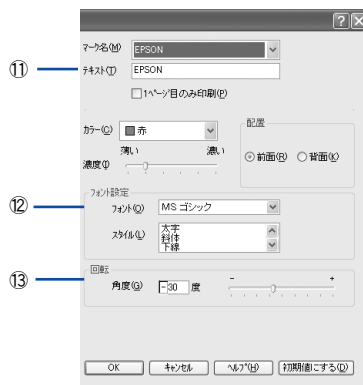 マーク名(M) EPSON
⑪ テキスト(T) EPSON
1ページ目のみ印刷(P)
カラー(C) 赤
配置
薄い 濃い
濃度(I)
前面(R) 背面(K)
フォント設定
⑫ フォント(O) MS ゴシック
スタイル(L) 太字
斜体
下線
回転
⑬ 角度(G) -30 度 - +
OK キャンセル ヘルプ(H) 初期値にする(D)